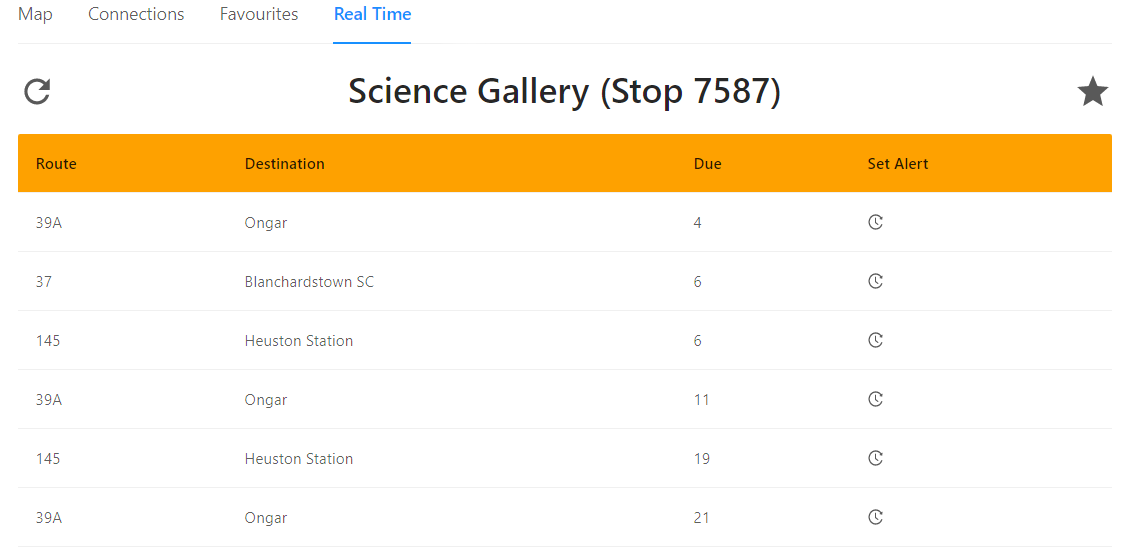 Map Connections Favourites Real Time
Science Gallery (Stop 7587)
Route Destination Due Set Alert
39A Ongar 4
37 Blanchardstown SC 6
145 Heuston Station 6
39A Ongar 11
145 Heuston Station 19
39A Ongar 21